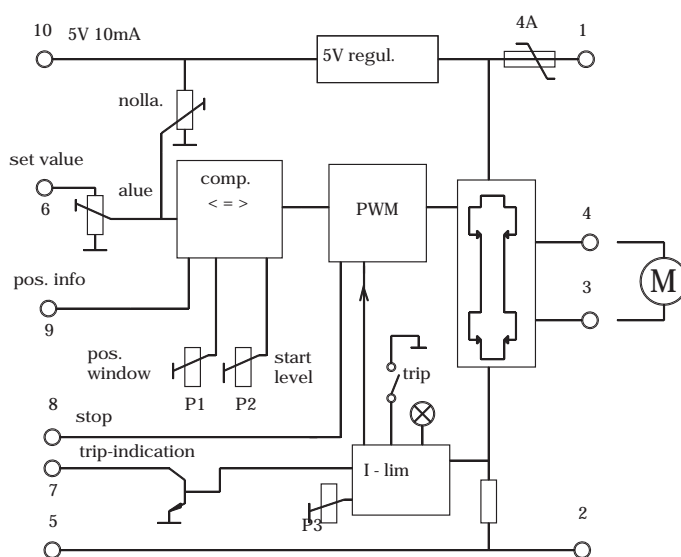 10 5V 10mA
5V regul.
4A
1
nolla.
set value
6
alue
comp.
< = >
PWM
4
3
M
pos. info
9
pos.
window
P1
P2
start
level
trip
8
stop
trip-indication
7
I - lim
P3
5
2